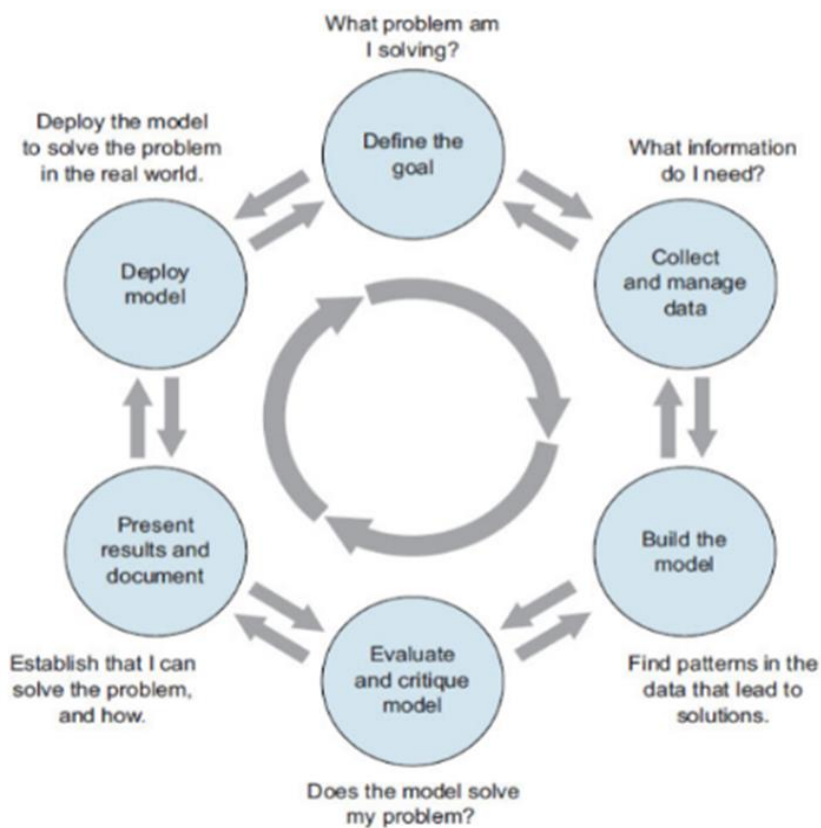 What problem am
I solving?
Define the
goal
What information
do I need?
Collect
and manage
data
Build the
model
Find patterns in the
data that lead to
solutions.
Evaluate
and critique
model
Does the model solve
my problem?
Present
results and
document
Establish that I can
solve the problem,
and how.
Deploy
model
Deploy the model
to solve the problem
in the real world.